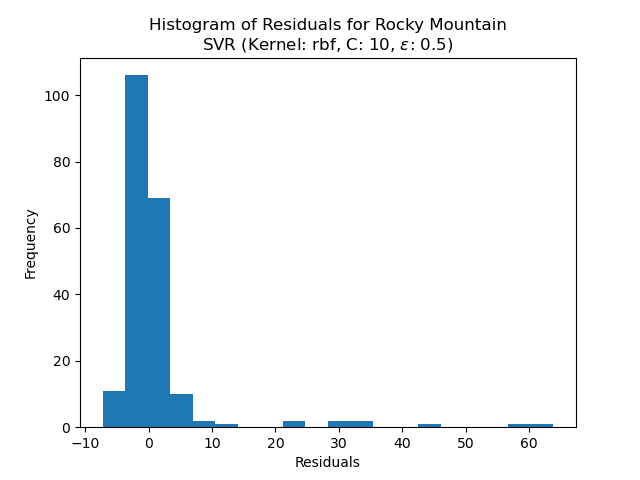 Histogram of Residuals for Rocky Mountain
SVR (Kernel: rbf, C: 10, ε: 0.5)
Frequency
100
80
60
40
20
0
−10 0 10 20 30 40 50 60
Residuals